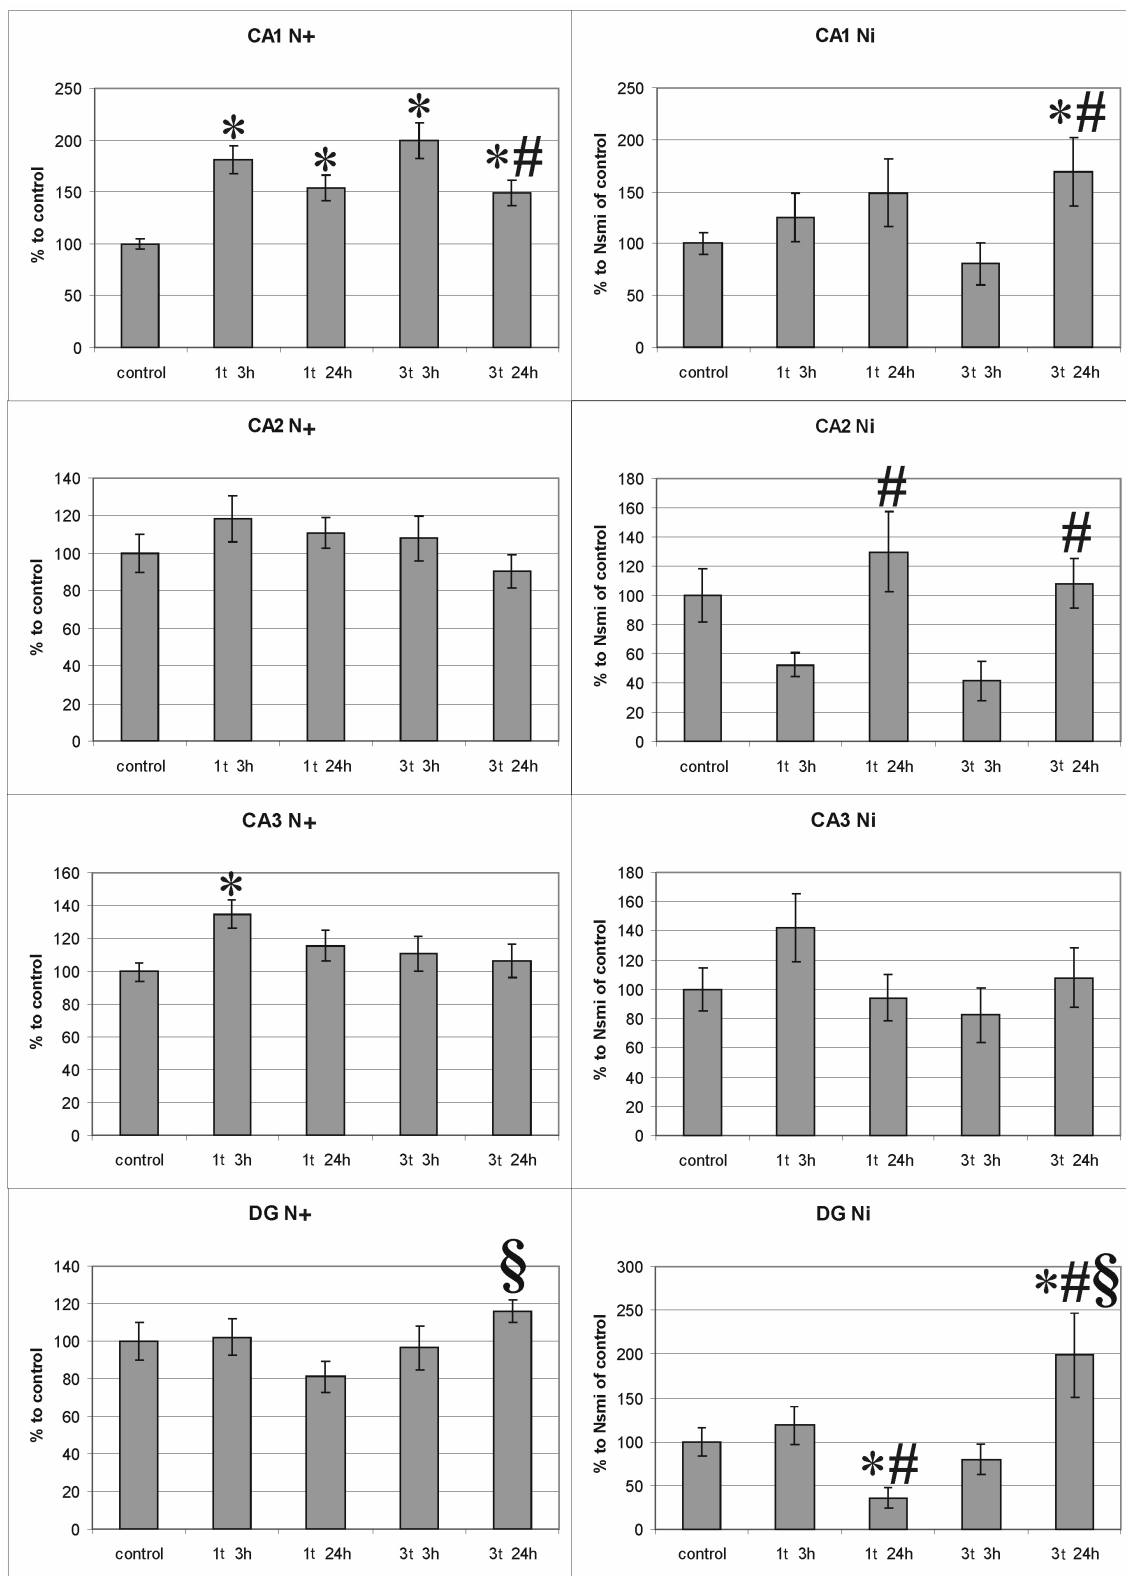 CA1 N+
250
200
150
100
50
0
% to control
* * * *#
control 1t 3h 1t 24h 3t 3h 3t 24h
CA1 Ni
250
200
150
100
50
0
% to Nsmi of control
*#
control 1t 3h 1t 24h 3t 3h 3t 24h
CA2 N+
140
120
100
80
60
40
20
0
% to control
control 1t 3h 1t 24h 3t 3h 3t 24h
CA2 Ni
180
160
140
120
100
80
60
40
20
0
% to Nsmi of control
# #
control 1t 3h 1t 24h 3t 3h 3t 24h
CA3 N+
160
140
120
100
80
60
40
20
0
% to control
*
control 1t 3h 1t 24h 3t 3h 3t 24h
CA3 Ni
180
160
140
120
100
80
60
40
20
0
% to Nsmi of control
control 1t 3h 1t 24h 3t 3h 3t 24h
DG N+
140
120
100
80
60
40
20
0
% to control
§
control 1t 3h 1t 24h 3t 3h 3t 24h
DG Ni
300
250
200
150
100
50
0
% to Nsmi of control
*# *#§
control 1t 3h 1t 24h 3t 3h 3t 24h